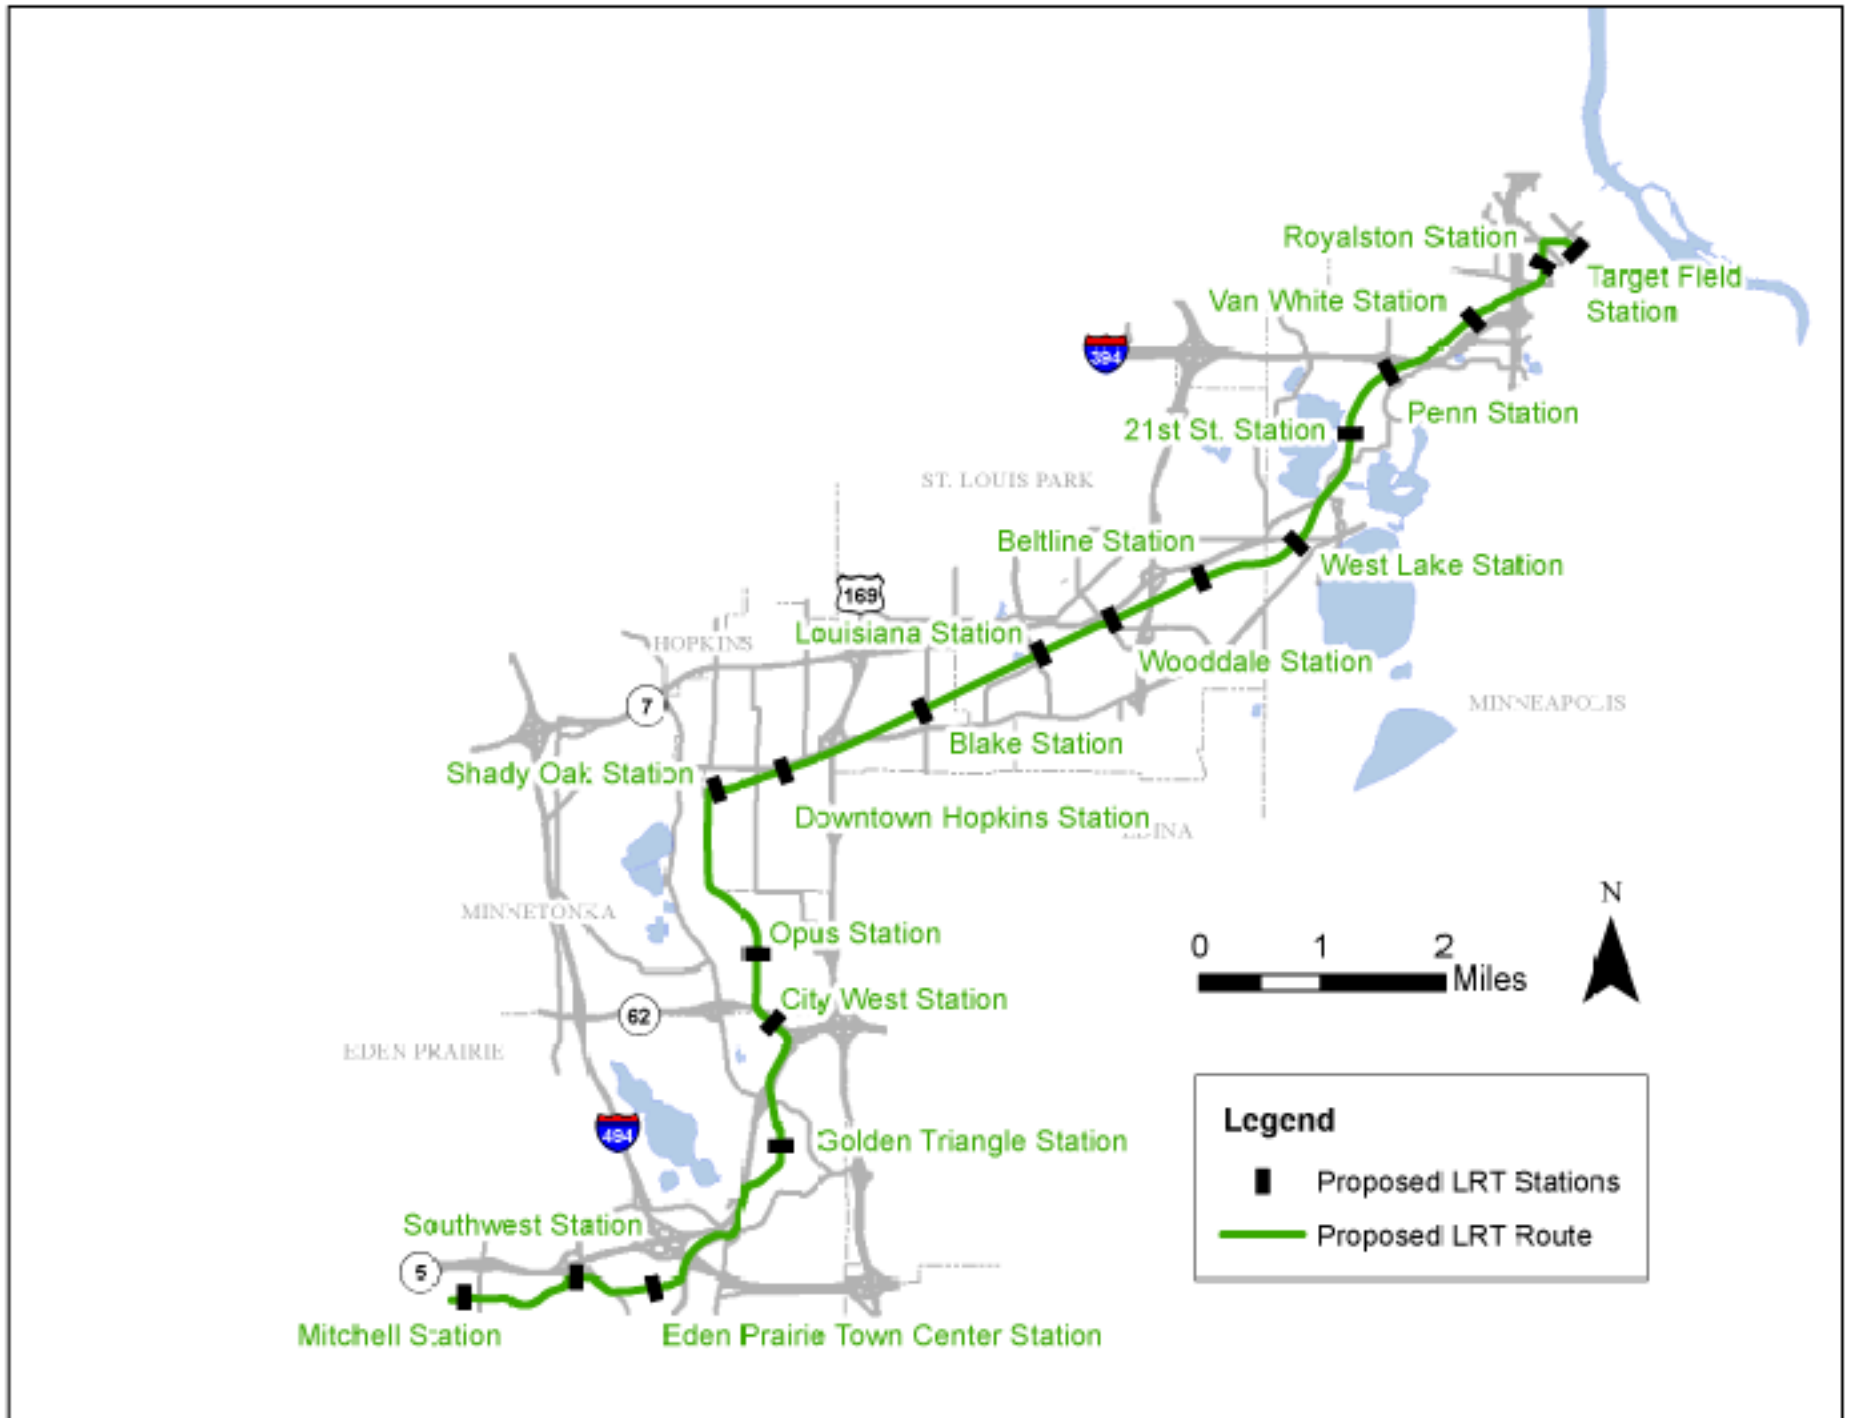 Royalston Station
Target Field
Station
Van White Station
394
Penn Station
21st St. Station
ST. LOUIS PARK
Beltline Station
West Lake Station
169
Louisiana Station
HOPKINS
Wooddale Station
7
MINNEAPOLIS
Blake Station
Shady Oak Station
Downtown Hopkins Station
EDINA
N
MINNETONKA
Opus Station
0 1 2
Miles
City West Station
62
EDEN PRAIRIE
Legend
494
Golden Triangle Station
Proposed LRT Stations
Southwest Station
Proposed LRT Route
5
Mitchell Station
Eden Prairie Town Center Station